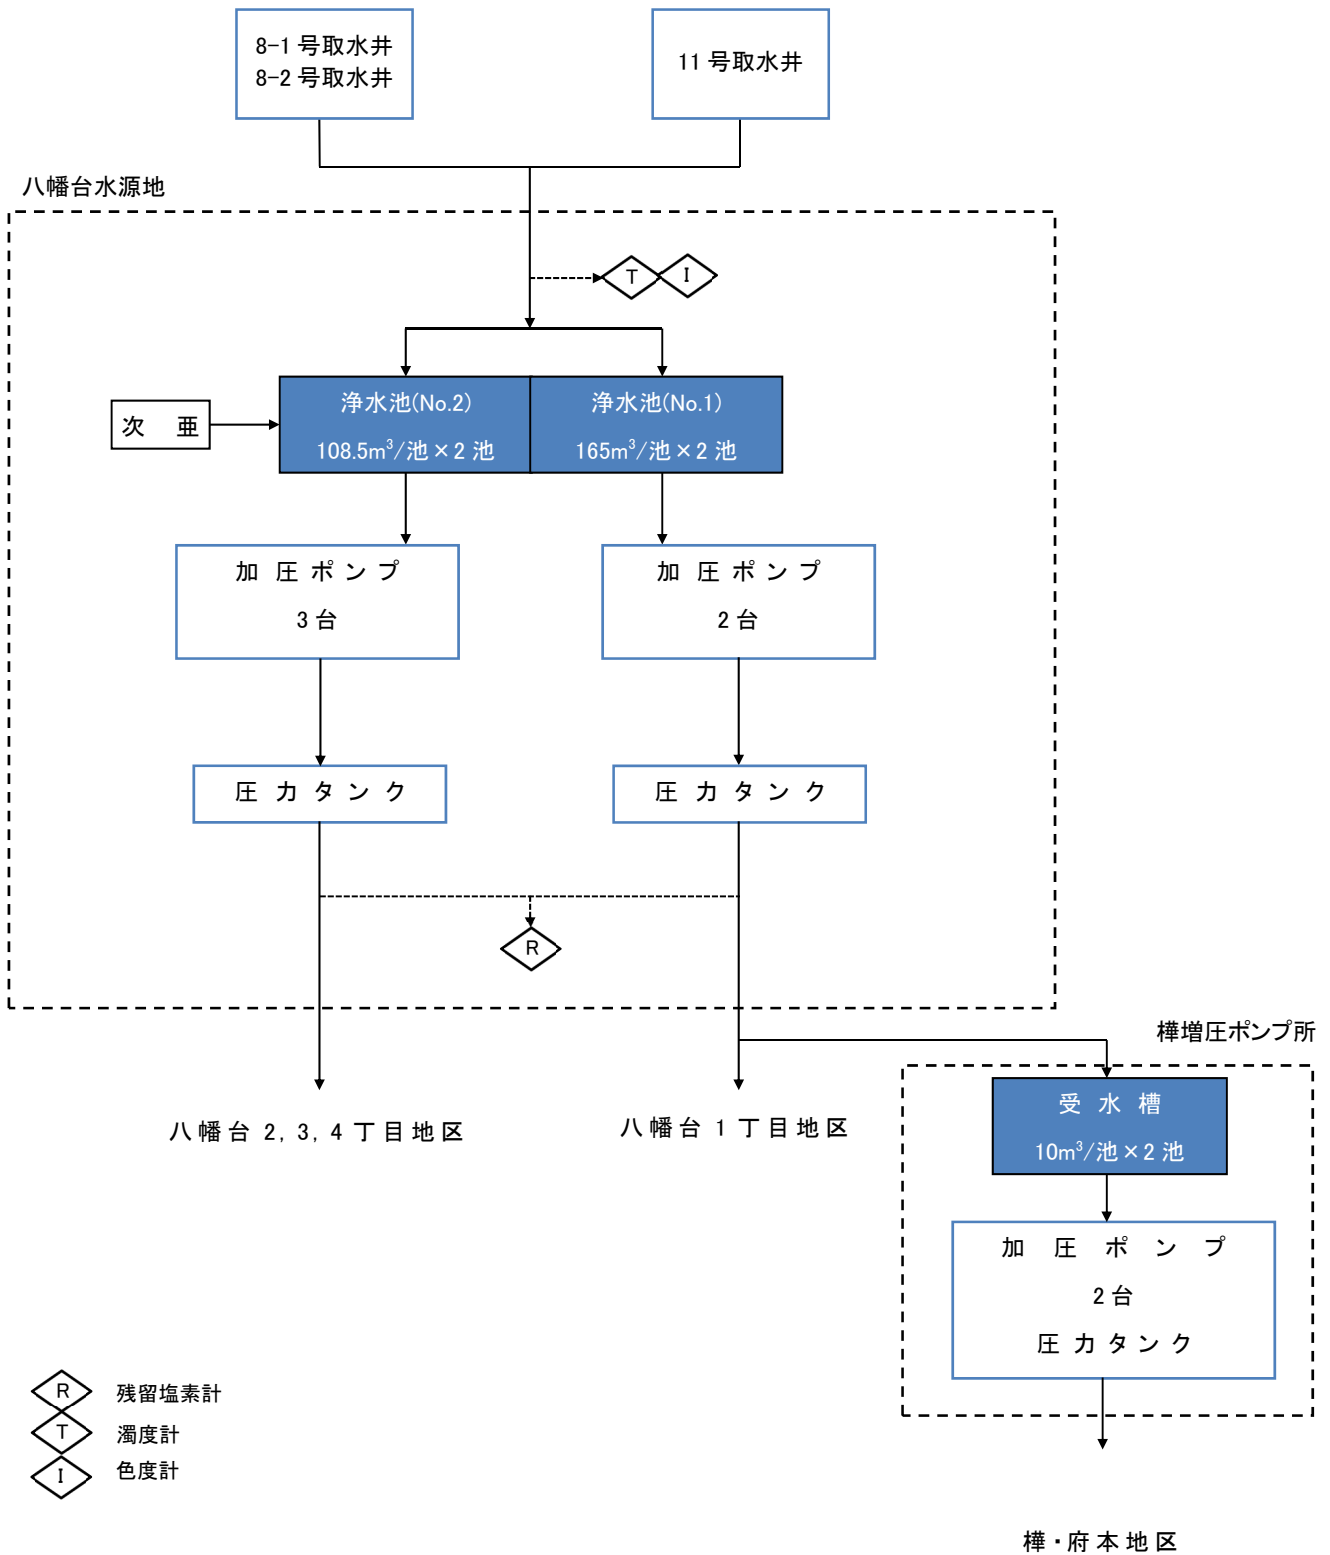 8-1号取水井
8-2号取水井
11号取水井
八幡台水源地
T
I
浄水池(No.2)
108.5m³/池×2池
浄水池(No.1)
165m³/池×2池
次 亜
加 圧 ポ ン プ
3台
加 圧 ポ ン プ
2台
圧 力 タ ン ク
圧 力 タ ン ク
R
樺増圧ポンプ所
受 水 槽
10m³/池×2池
八幡台 2, 3, 4 丁目地区
八幡台 1 丁目地区
加 圧 ポ ン プ
2台
圧 力 タ ン ク
R 残留塩素計
T 濁度計
I 色度計
樺・府本地区